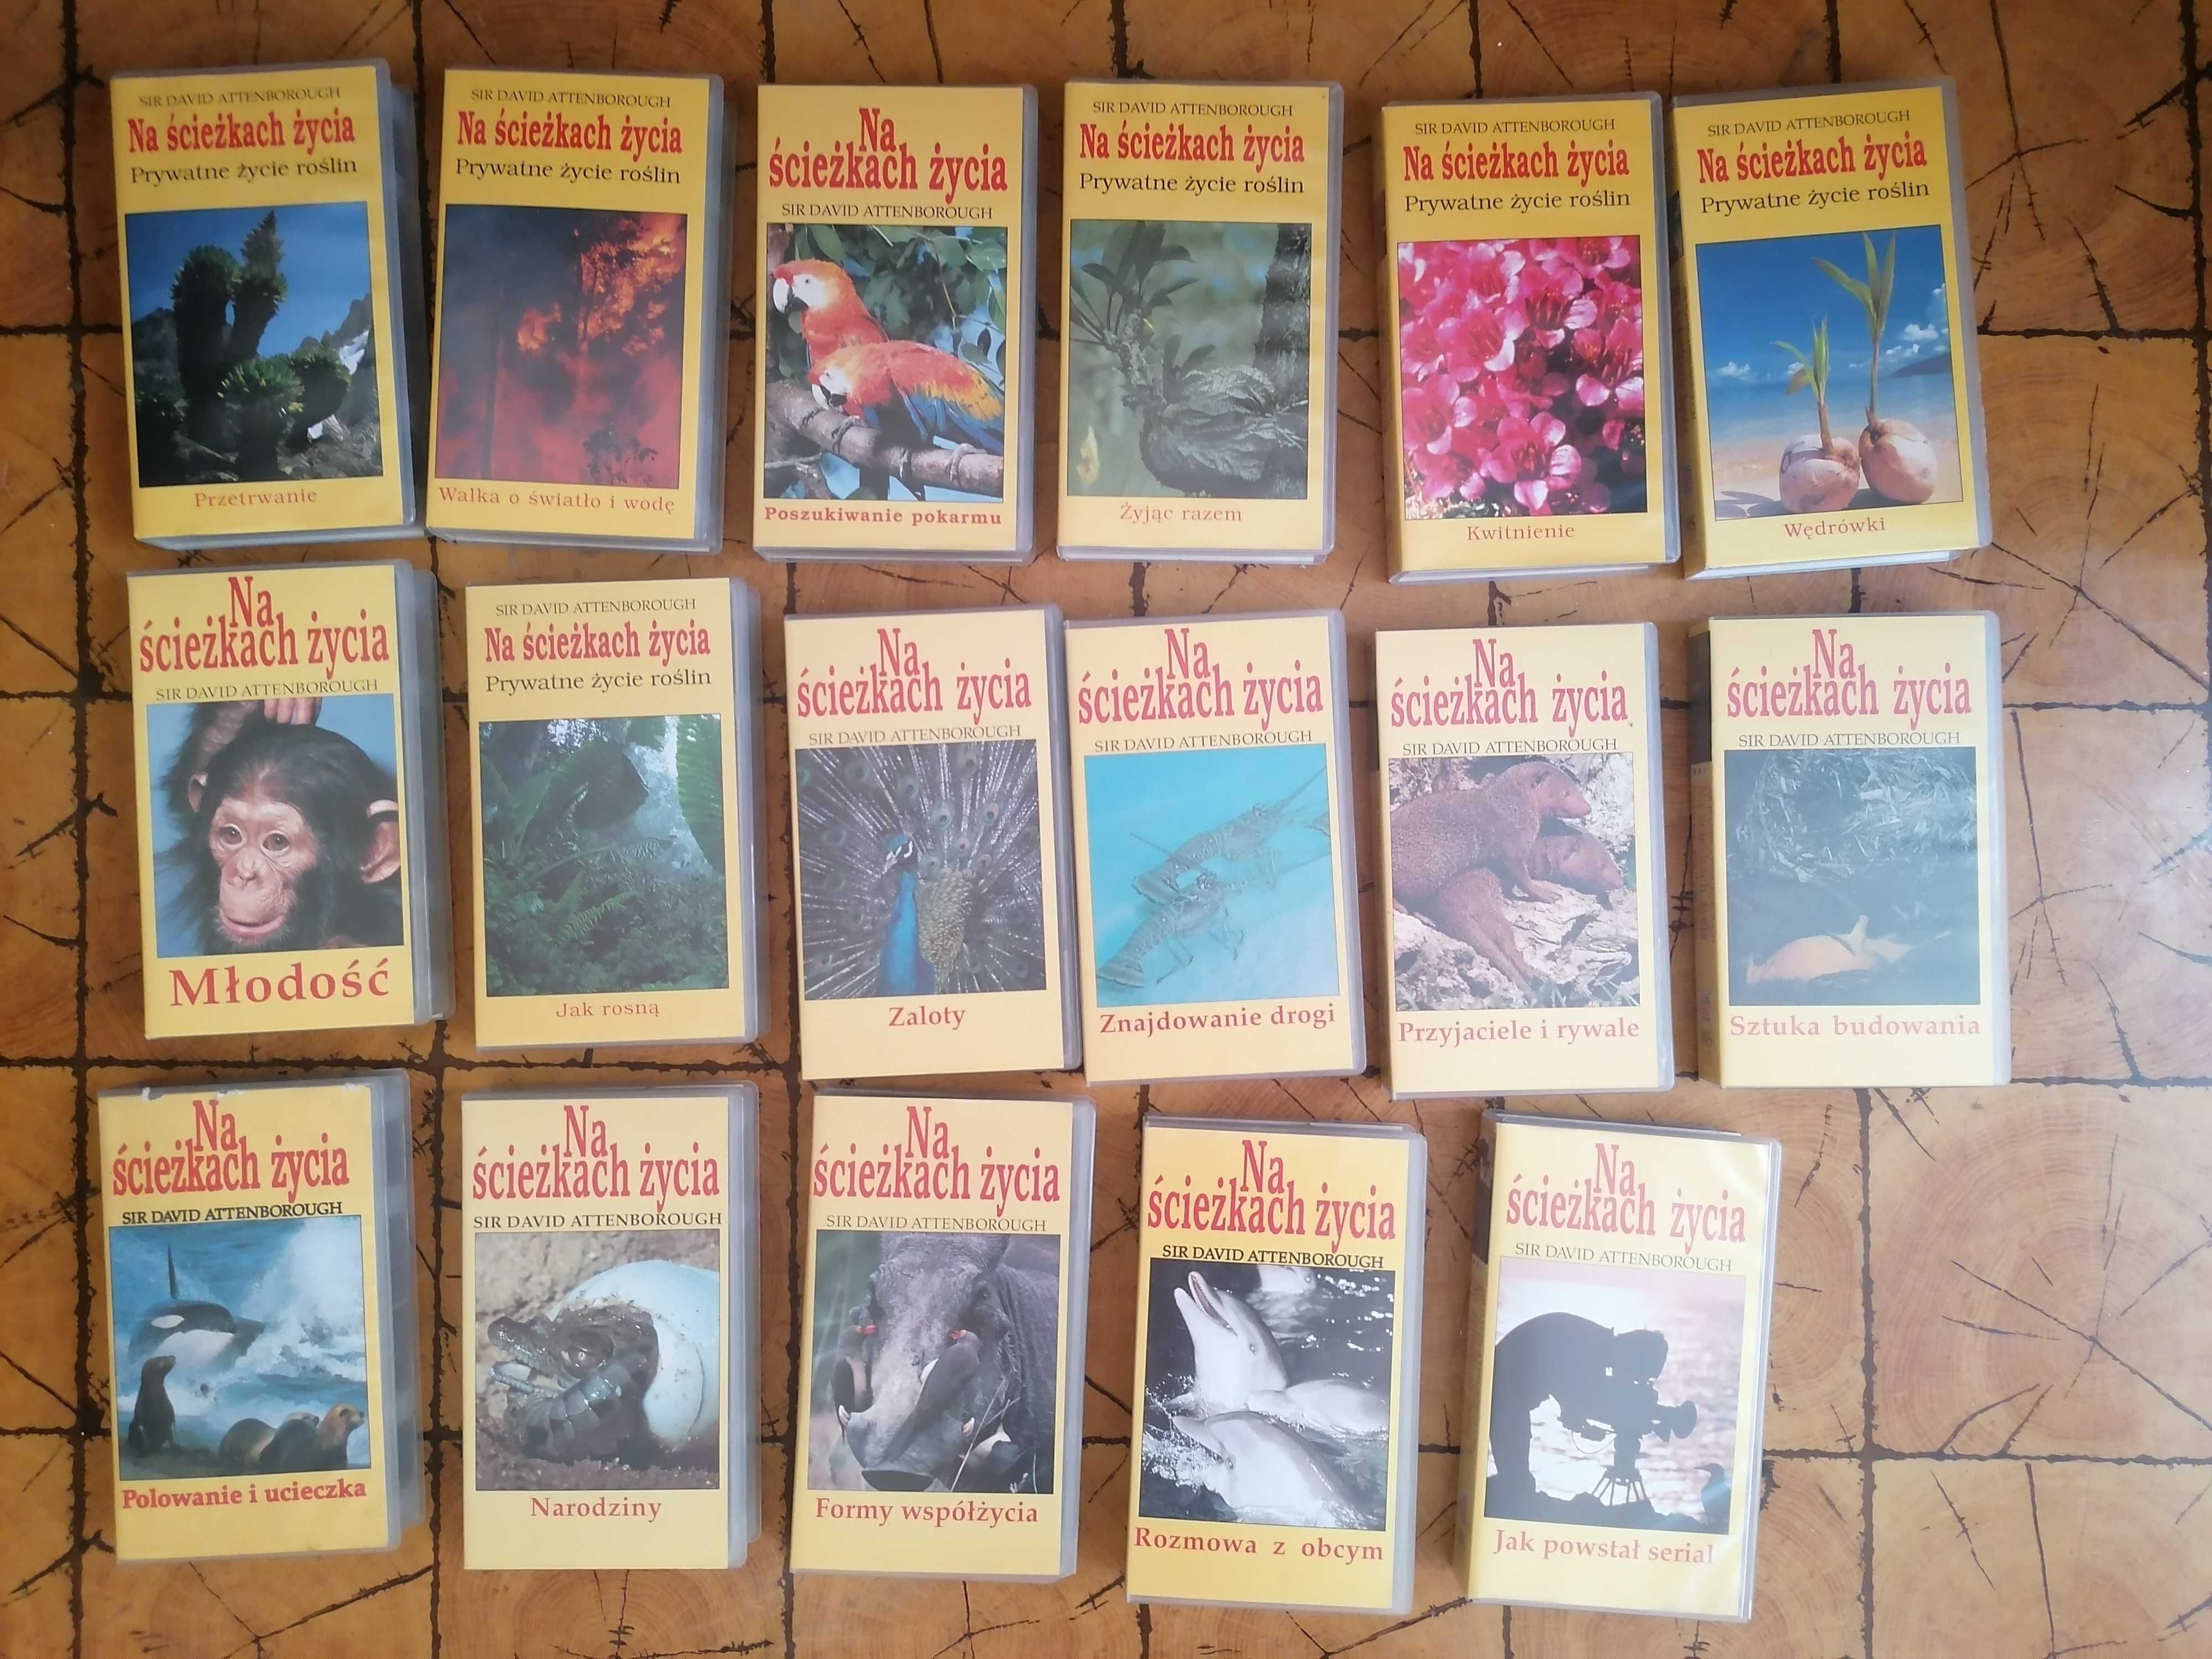 SIR DAVID ATTENBOROUGH
Na ścieżkach życia
Prywatne życie roślin
Przetrwanie
SIR DAVID ATTENBOROUGH
Na ścieżkach życia
Prywatne życie roślin
Walka o światło i wodę
Na
ścieżkach życia
SIR DAVID ATTENBOROUGH
Poszukiwanie pokarmu
SIR DAVID ATTENBOROUGH
Na ścieżkach życia
Prywatne życie roślin
Żyjąc razem
SIR DAVID ATTENBOROUGH
Na ścieżkach życia
Prywatne życie roślin
Kwitnienie
SIR DAVID ATTENBOROUGH
Na ścieżkach życia
Prywatne życie roślin
Wędrówki
Na
ścieżkach życia
SIR DAVID ATTENBOROUGH
Młodość
SIR DAVID ATTENBOROUGH
Na ścieżkach życia
Prywatne życie roślin
Jak rosną
Na
ścieżkach życia
SIR DAVID ATTENBOROUGH
Zaloty
Na
ścieżkach życia
SIR DAVID ATTENBOROUGH
Znajdowanie drogi
Na
ścieżkach życia
SIR DAVID ATTENBOROUGH
Przyjaciele i rywale
Na
ścieżkach życia
SIR DAVID ATTENBOROUGH
Sztuka budowania
Na
ścieżkach życia
SIR DAVID ATTENBOROUGH
Polowanie i ucieczka
Na
ścieżkach życia
SIR DAVID ATTENBOROUGH
Narodziny
Na
ścieżkach życia
SIR DAVID ATTENBOROUGH
Formy współżycia
Na
ścieżkach życia
SIR DAVID ATTENBOROUGH
Rozmowa z obcym
Na
ścieżkach życia
SIR DAVID ATTENBOROUGH
Jak powstał serial